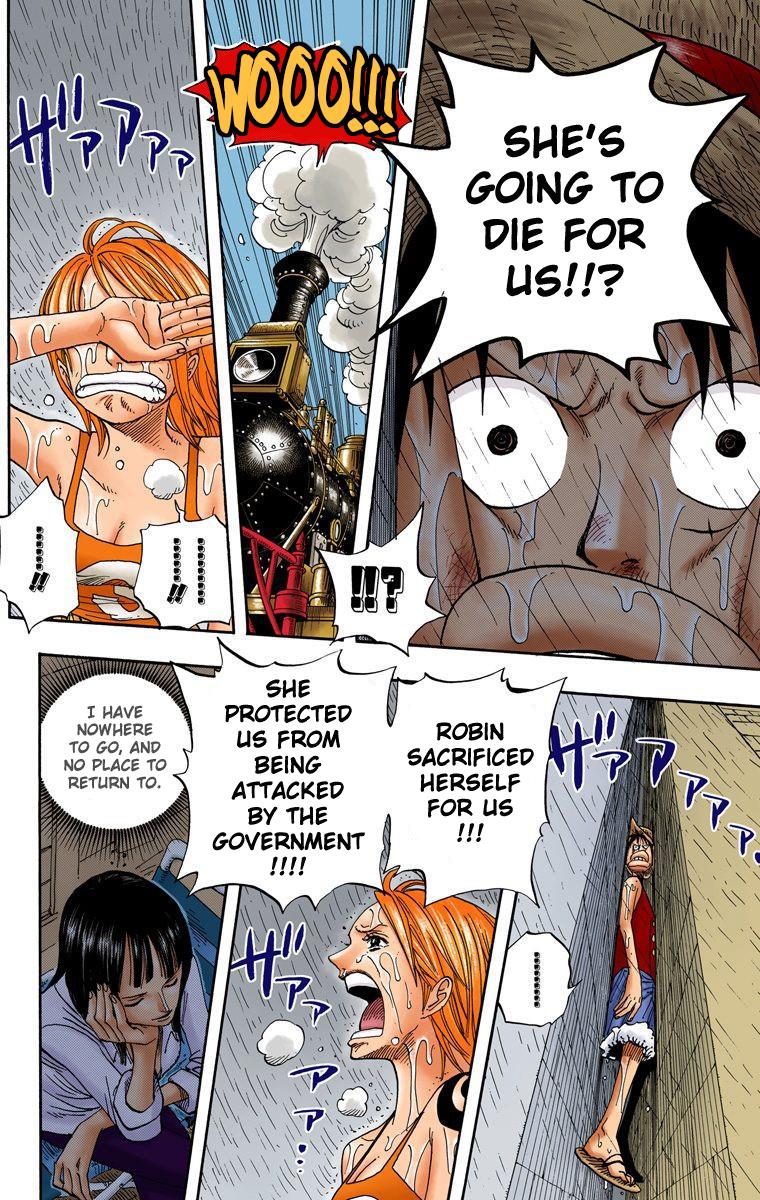 SHE'S
GOING TO
DIE FOR
US!!?
!!?
WOOO!!!
ザァアァァ
!!
!!
ザァアァァ.
ROBIN
SACRIFICED
HERSELF
FOR US
!!!
SHE
PROTECTED
US FROM
BEING
ATTACKED
BY THE
GOVERNMENT
!!!!
ザァァ
ァァ...
I HAVE
NOWHERE
TO GO, AND
NO PLACE TO
RETURN TO.